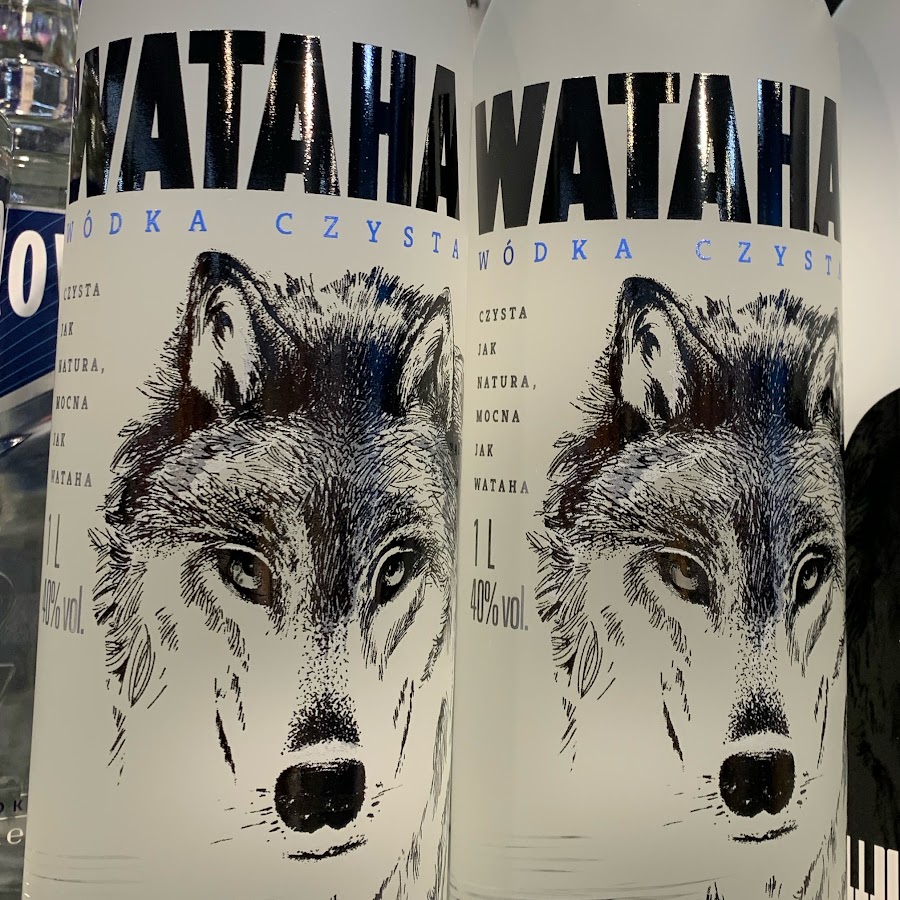 WATAHA
WÓDKA CZYSTA
CZYSTA
JAK
NATURA,
MOCNA
JAK
WATAHA
1 L
40% vol.
WATAHA
WÓDKA CZYSTA
CZYSTA
JAK
NATURA,
MOCNA
JAK
WATAHA
1 L
40% vol.